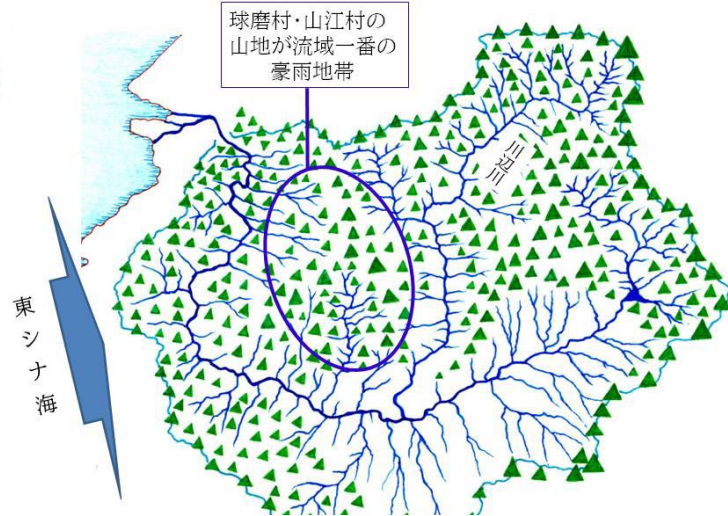 球磨村・山江村の
山地が流域一番の
豪雨地帯
川辺川
東シナ海